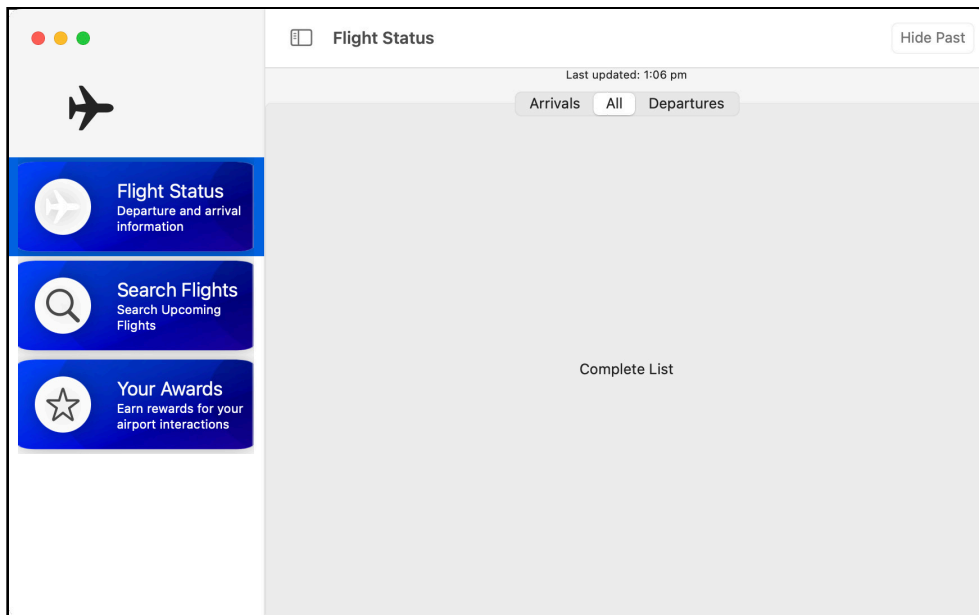 Flight Status
Hide Past
Last updated: 1:06 pm
Arrivals All Departures
Flight Status
Departure and arrival
information
Search Flights
Search Upcoming
Flights
Your Awards
Earn rewards for your
airport interactions
Complete List